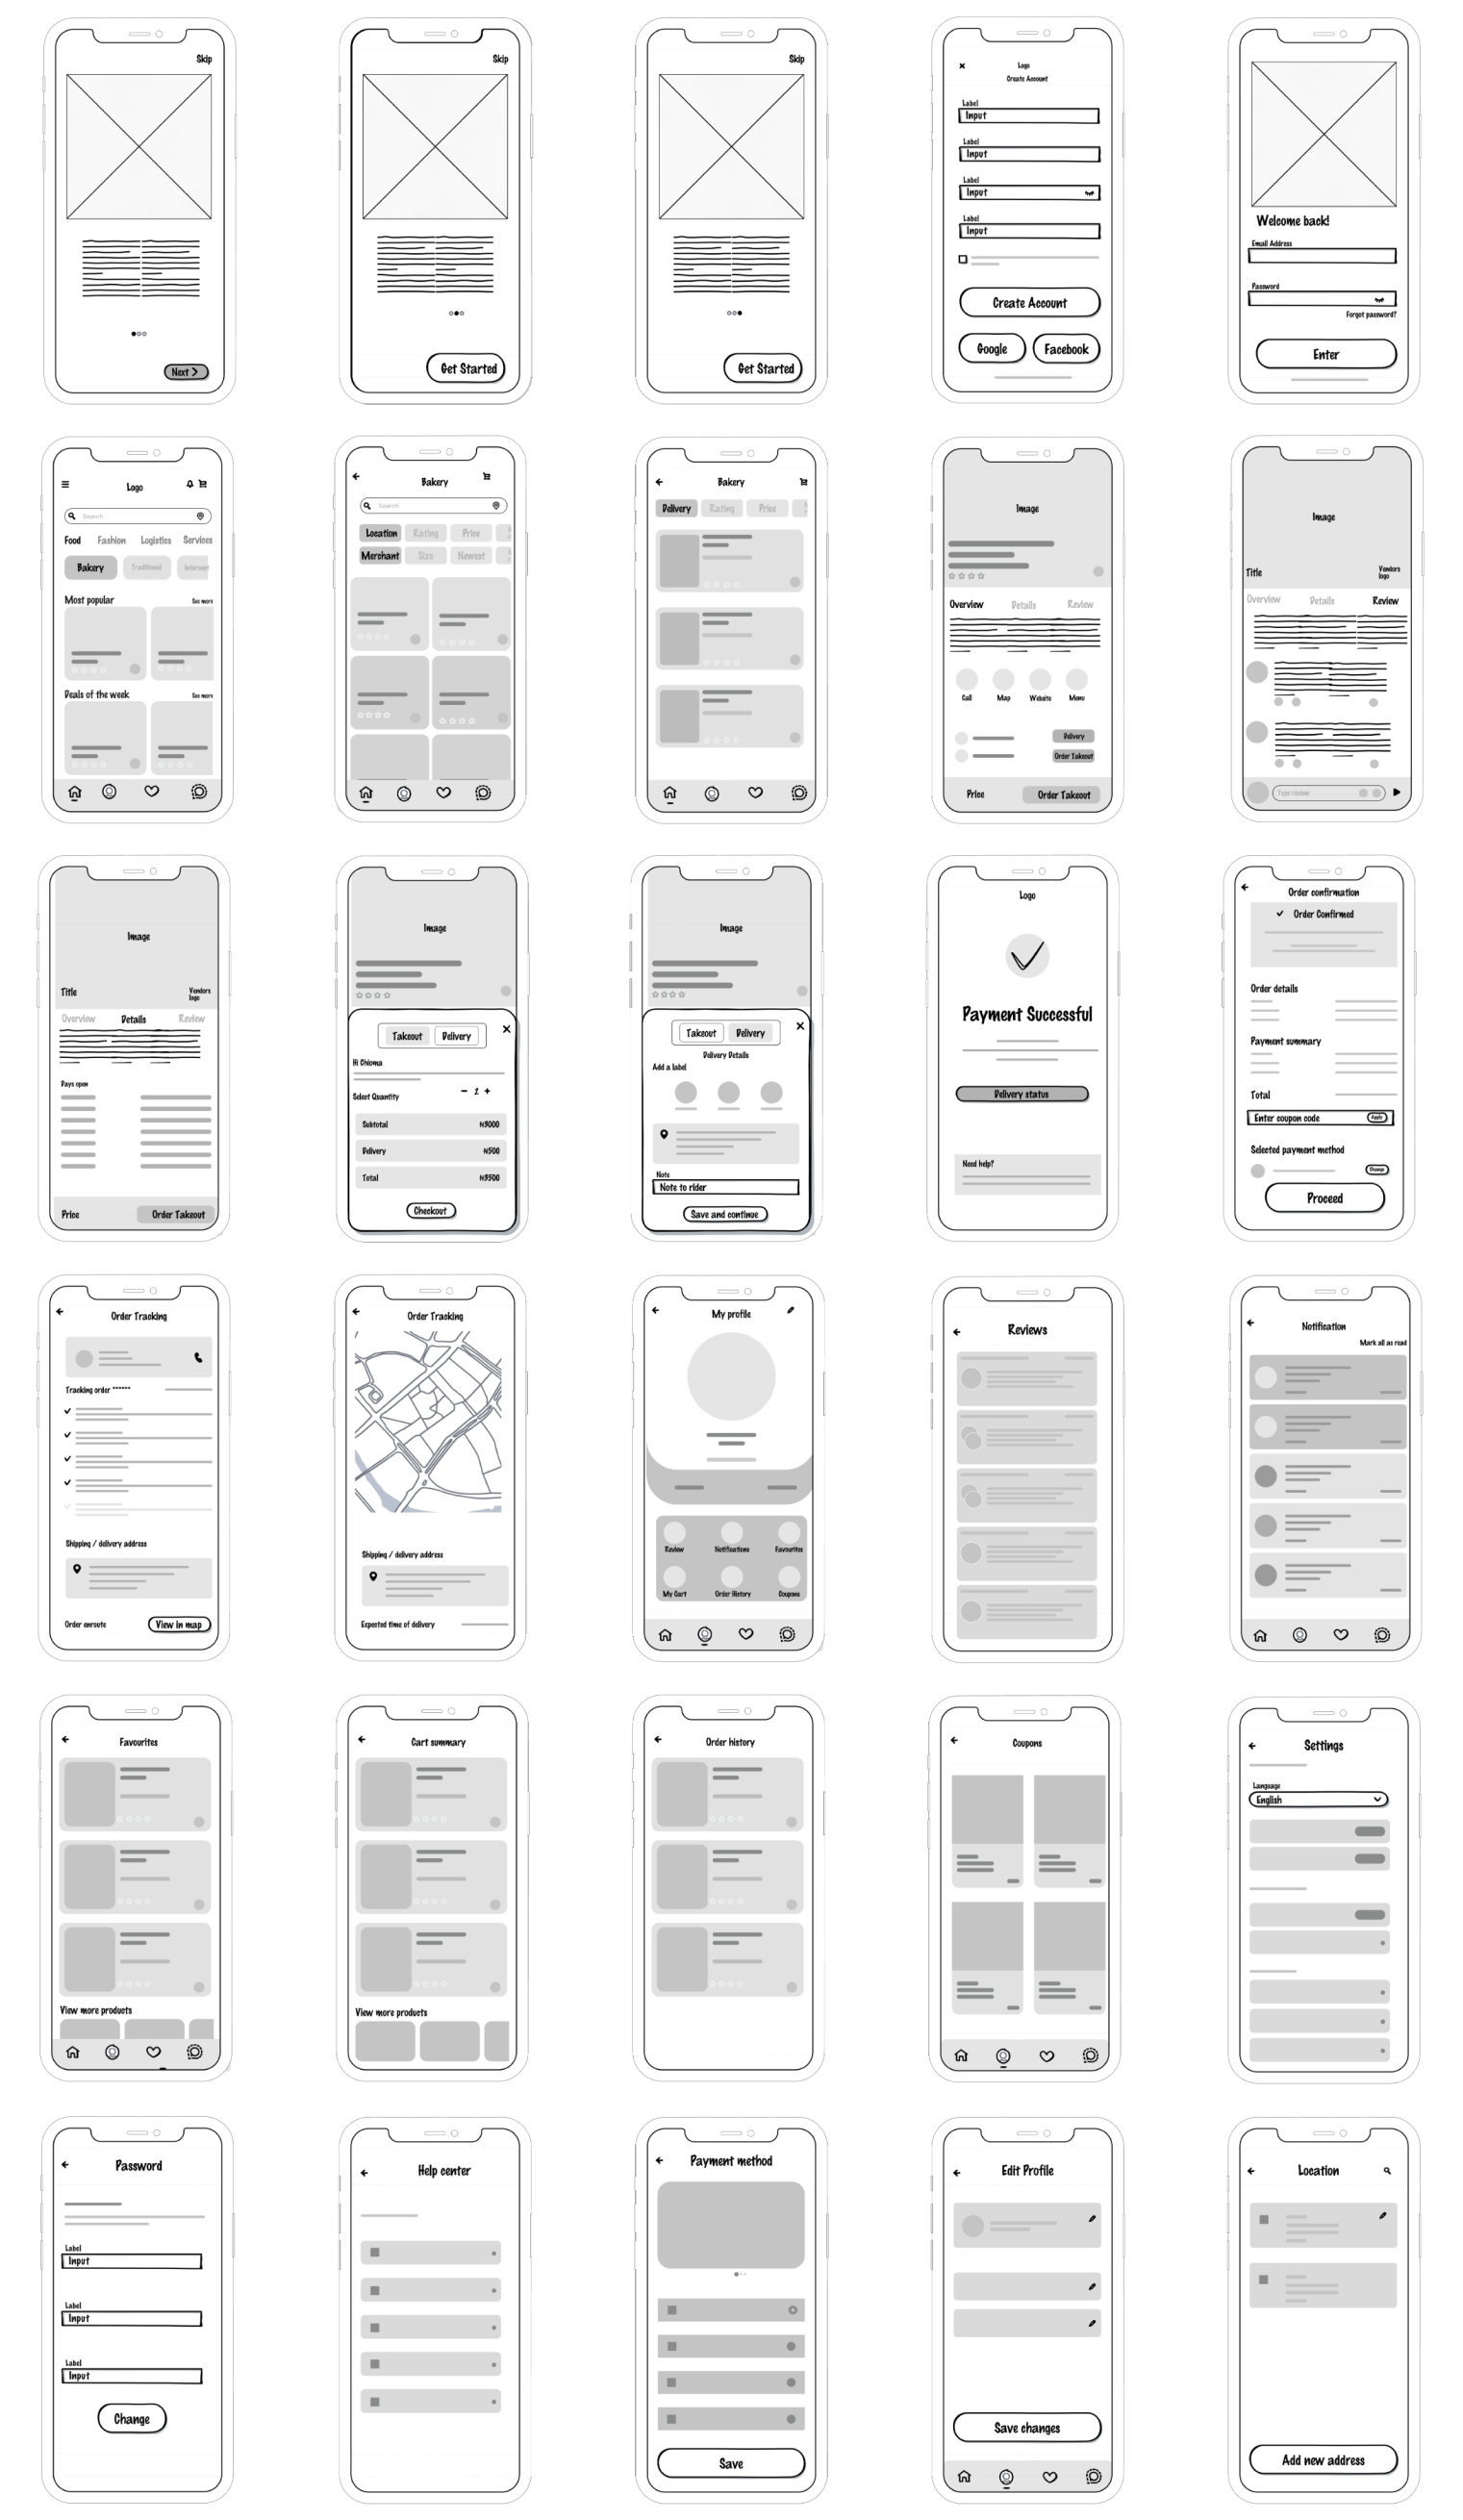 Skip
Next
Skip
Get Started
Skip
Get Started
Logo
Create Account
Label
Input
Label
Input
Label
Input
Label
Input
Create Account
Google Facebook
Welcome back!
Email Address
Password
Forgot password?
Enter
Logo
Search
Food Fashion Logistics Services
Bakery Traditional
Most popular See more
Deals of the week See more
Bakery
Search
Location Rating Price
Merchant Size Newest
Bakery
Delivery Rating Price
Image
Overview Details Review
Call Map Website Menu
Delivery
Order Takeout
Price Order Takeout
Image
Title Vendors
logo
Overview Details Review
Type review
Image
Title Vendors
logo
Overview Details Review
Days open
Price Order Takeout
Image
Takeout Delivery
Hi Chioma
Select Quantity - 1 +
Subtotal ₦3000
Delivery ₦500
Total ₦3500
Checkout
Image
Takeout Delivery
Delivery Details
Add a label
Note
Note to rider
Save and continue
Logo
Payment Successful
Delivery status
Need help?
Order confirmation
Order Confirmed
Order details
Payment summary
Total
Enter coupon code Apply
Selected payment method
Change
Proceed
Order Tracking
Tracking order ******
Shipping / delivery address
Order enroute View in map
Order Tracking
Shipping / delivery address
Expected time of delivery
My profile
Review Notifications Favourites
My Cart Order History Coupons
Reviews
Notification
Mark all as read
Favourites
View more products
Cart summary
View more products
Order history
Coupons
Settings
Language
English
Password
Label
Input
Label
Input
Label
Input
Change
Help center
Payment method
Save
Edit Profile
Save changes
Location
Add new address